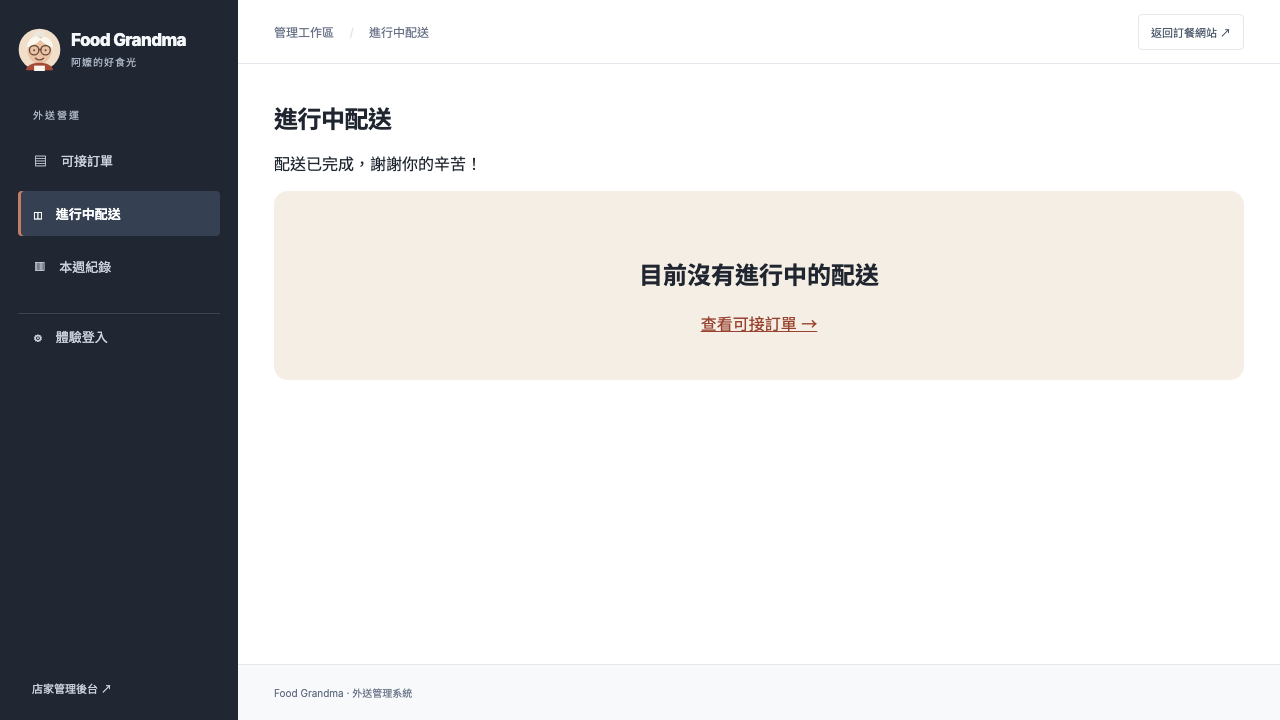 Food Grandma
阿嬤的好食光
外送營運
可接訂單
進行中配送
本週紀錄
體驗登入
店家管理後台 ↗
管理工作區 / 進行中配送
返回訂餐網站 ↗
進行中配送
配送已完成，謝謝你的辛苦！
目前沒有進行中的配送
查看可接訂單 →
Food Grandma · 外送管理系統